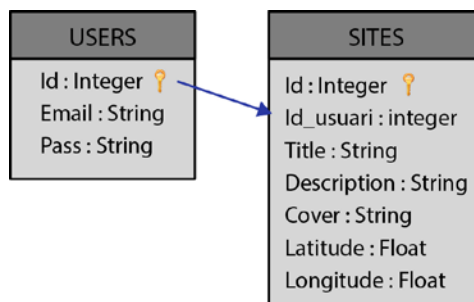 USERS
Id : Integer
Email : String
Pass : String
SITES
Id : Integer
Id_usuari : integer
Title : String
Description : String
Cover : String
Latitude : Float
Longitude : Float